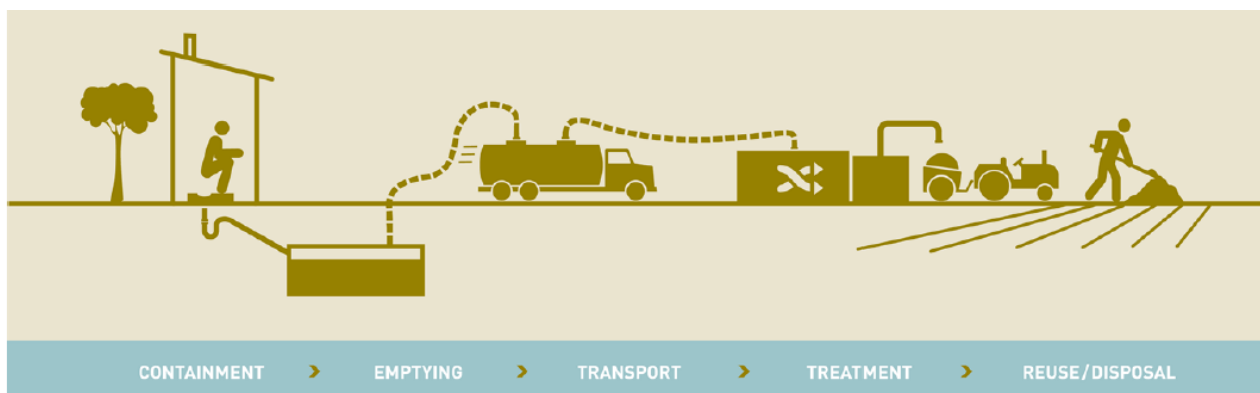 CONTAINMENT > EMPTYING > TRANSPORT > TREATMENT > REUSE/DISPOSAL